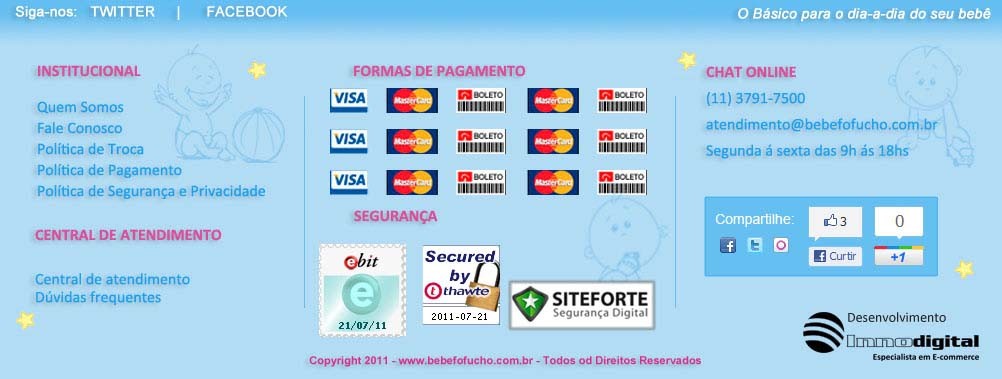 Siga-nos: TWITTER | FACEBOOK
O Básico para o dia-a-dia do seu bebê
INSTITUCIONAL
Quem Somos
Fale Conosco
Política de Troca
Política de Pagamento
Política de Segurança e Privacidade
CENTRAL DE ATENDIMENTO
Central de atendimento
Dúvidas frequentes
FORMAS DE PAGAMENTO
VISA MasterCard BOLETO MasterCard BOLETO
VISA MasterCard BOLETO MasterCard BOLETO
VISA MasterCard BOLETO MasterCard BOLETO
SEGURANÇA
ebit
e
21/07/11
Secured
by
thawte
2011-07-21
SITEFORTE
Segurança Digital
CHAT ONLINE
(11) 3791-7500
atendimento@bebefofucho.com.br
Segunda á sexta das 9h ás 18hs
Compartilhe:
3
0
Curtir
+1
Desenvolvimento
Innodigital
Especialista em E-commerce
Copyright 2011 - www.bebefofucho.com.br - Todos od Direitos Reservados